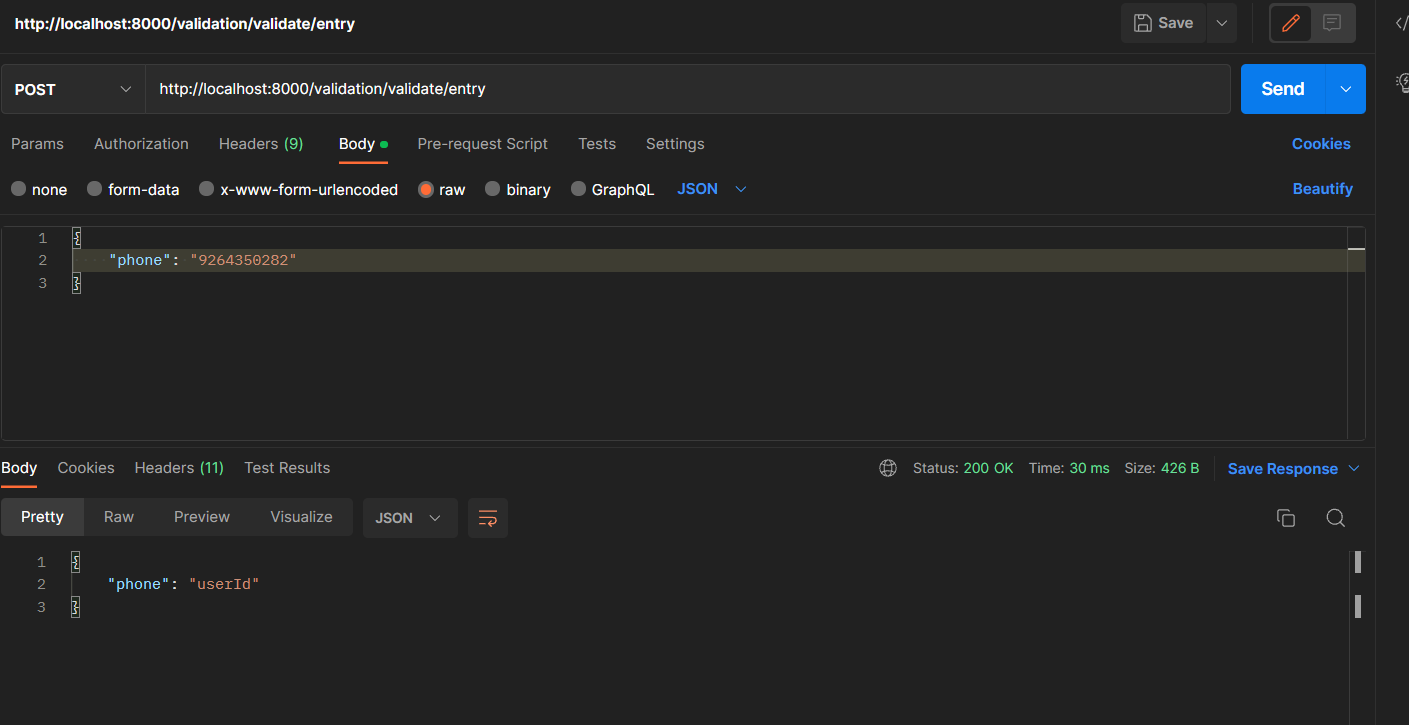 http://localhost:8000/validation/validate/entry
Save
POST
http://localhost:8000/validation/validate/entry
Send
Params Authorization Headers (9) Body Pre-request Script Tests Settings Cookies
none form-data x-www-form-urlencoded raw binary GraphQL JSON Beautify
1 {
2 "phone": "9264350282"
3 }
Body Cookies Headers (11) Test Results Status: 200 OK Time: 30 ms Size: 426 B Save Response
Pretty Raw Preview Visualize JSON
1 {
2 "phone": "userId"
3 }